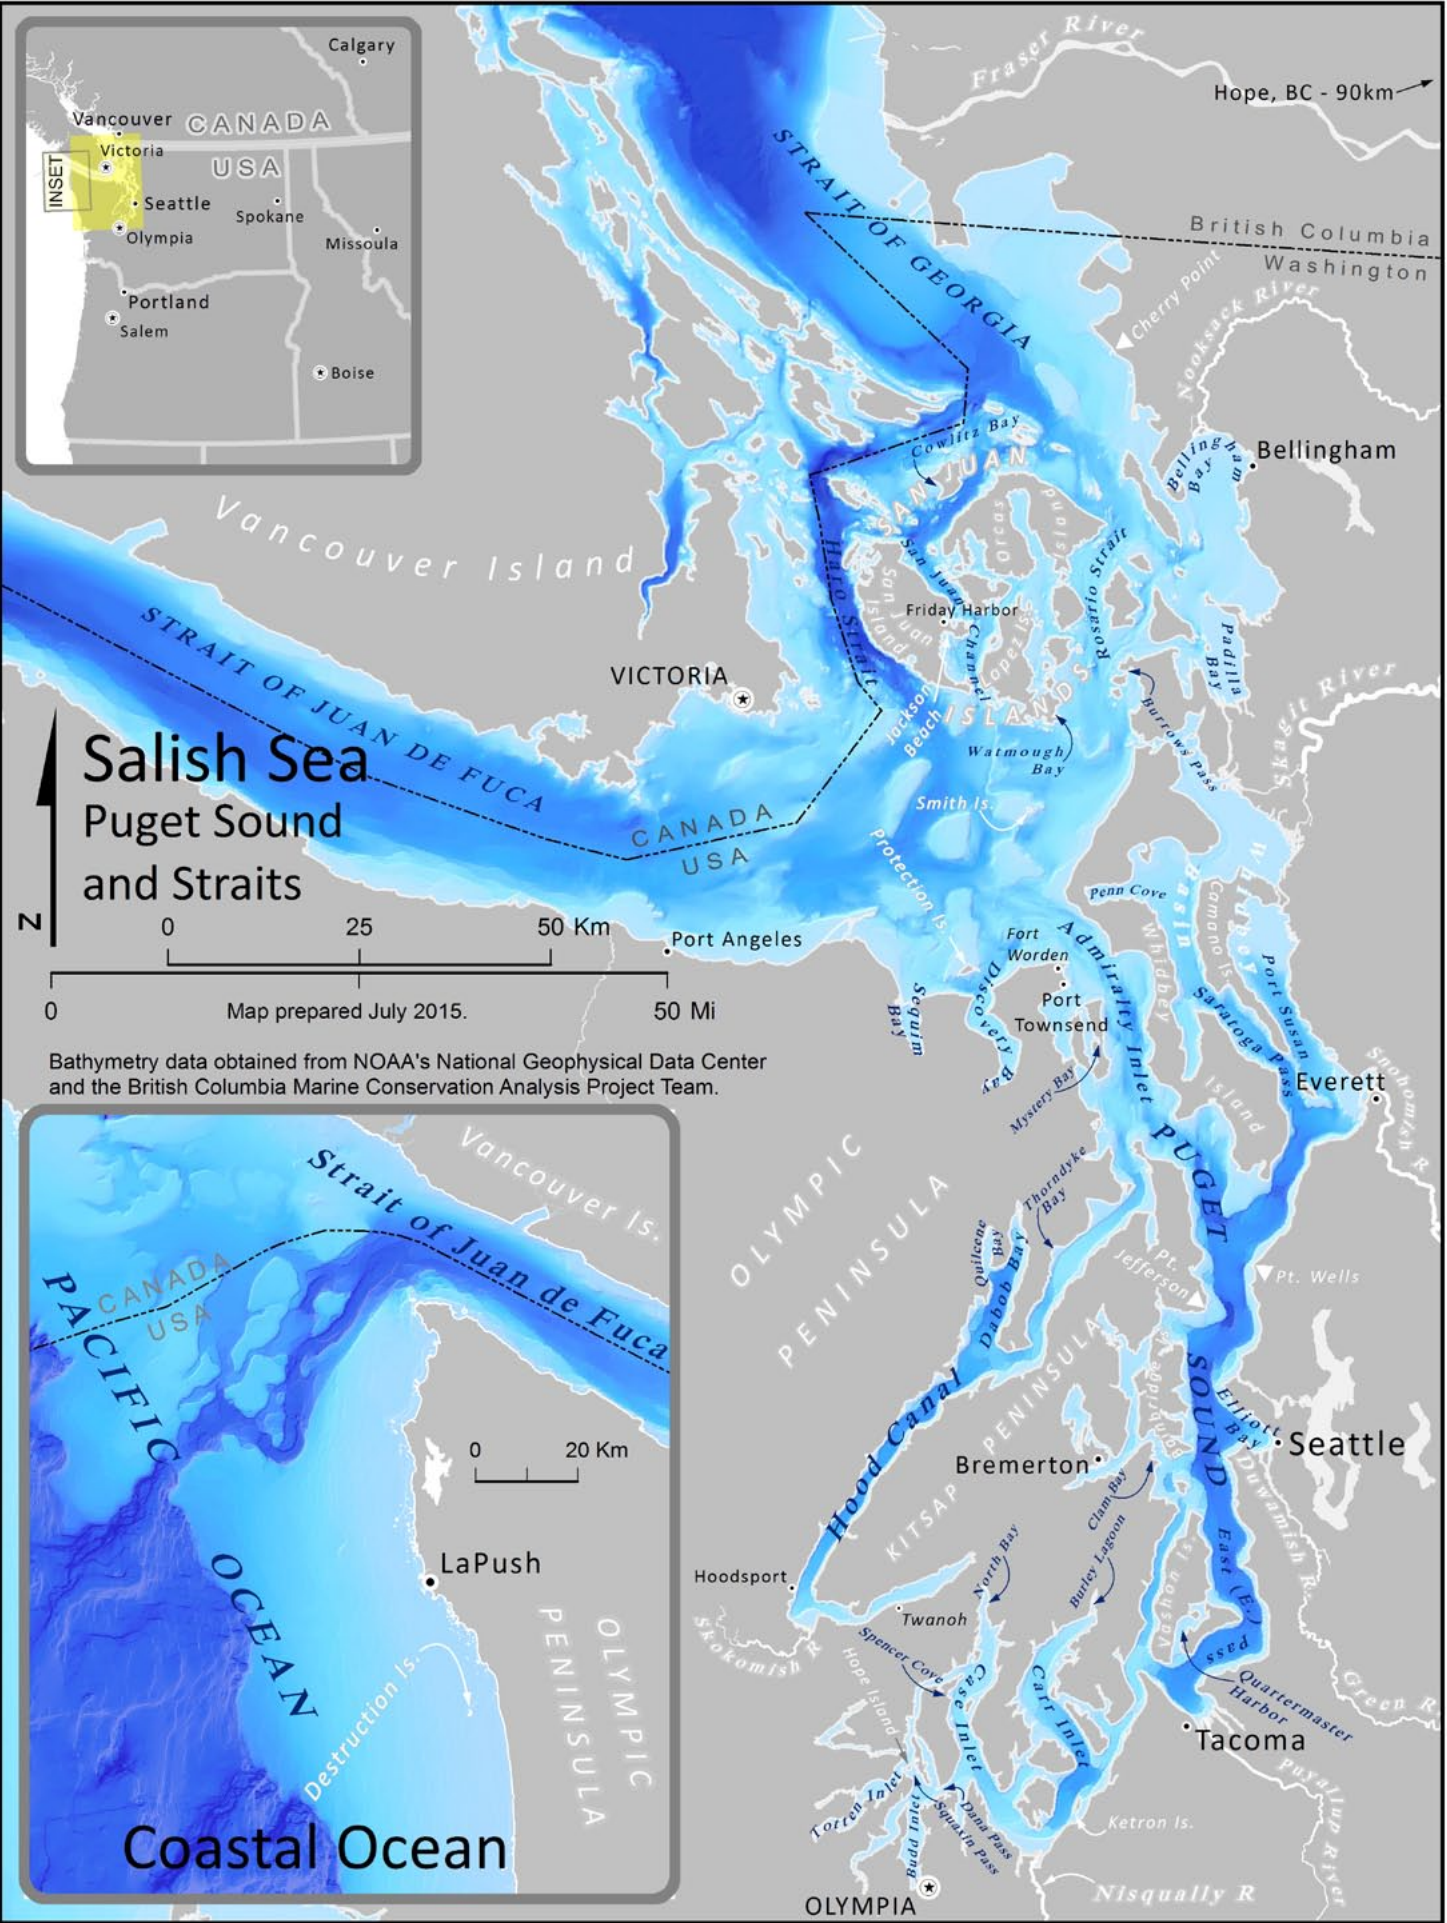 Calgary
Vancouver
CANADA
Victoria
USA
INSET
Seattle
Spokane
Olympia
Missoula
Portland
Salem
Boise
Fraser River
Hope, BC - 90km
STRAIT OF GEORGIA
British Columbia
Washington
Cherry Point
Nooksack River
Cowlitz Bay
Bellingham
Bay
Bellingham
SAN JUAN
ISLANDS
Orcas
Island
Vancouver Island
Haro Strait
San Juan Channel
San Juan
Island
Friday Harbor
Lopez Is.
Rosario Strait
Padilla
Bay
STRAIT OF JUAN DE FUCA
VICTORIA
Jackson
Beach
Watmough
Bay
Burrows Pass
Skagit River
Salish Sea
Puget Sound
and Straits
CANADA
USA
Smith Is.
Protection Is.
Penn Cove
Whidbey
Basin
Camano Is.
Whidbey
Island
N
0 25 50 Km
0 50 Mi
Map prepared July 2015.
Port Angeles
Fort
Worden
Admiralty Inlet
Port
Townsend
Sequim
Bay
Discovery
Bay
Saratoga Pass
Port Susan
Everett
Snohomish R
Mystery Bay
Bathymetry data obtained from NOAA's National Geophysical Data Center
and the British Columbia Marine Conservation Analysis Project Team.
OLYMPIC
PENINSULA
Thorndyke
Bay
PUGET
SOUND
Quilcene
Bay
Dabob Bay
Pt.
Jefferson
Pt. Wells
Hood Canal
KITSAP PENINSULA
Bainbridge Is.
Elliott
Bay
Seattle
Bremerton
Clam Bay
Duwamish R.
Burley Lagoon
North Bay
East (E.)
pass
Hoodsport
Twanoh
Skokomish R
Vashon Is.
Spencer Cove
Hope Island
Case Inlet
Carr Inlet
Quartermaster
Harbor
Green R.
Tacoma
Puyallup River
Totten Inlet
Budd Inlet
Squaxin Pass
Dana Pass
Ketron Is.
OLYMPIA
Nisqually R
Vancouver Is.
Strait of Juan de Fuca
CANADA
USA
PACIFIC
OCEAN
0 20 Km
LaPush
Destruction Is.
OLYMPIC
PENINSULA
Coastal Ocean